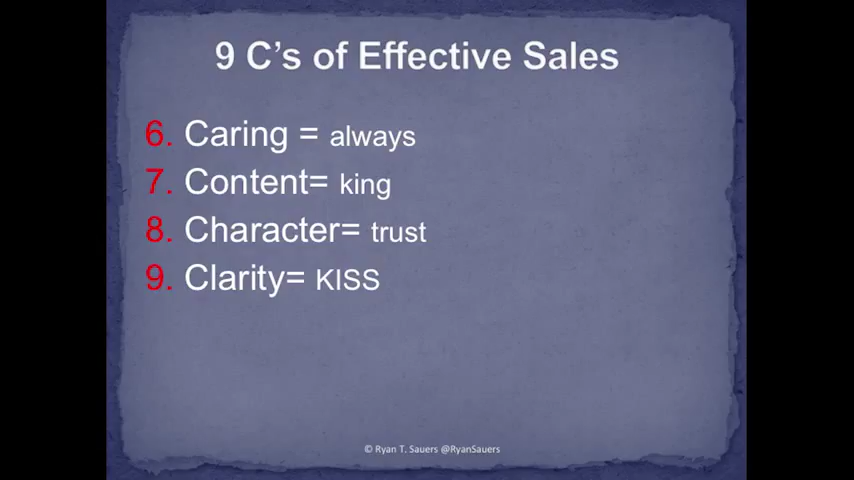 9 C’s of Effective Sales
6. Caring = always
7. Content= king
8. Character= trust
9. Clarity= KISS
© Ryan T. Sauers @RyanSauers